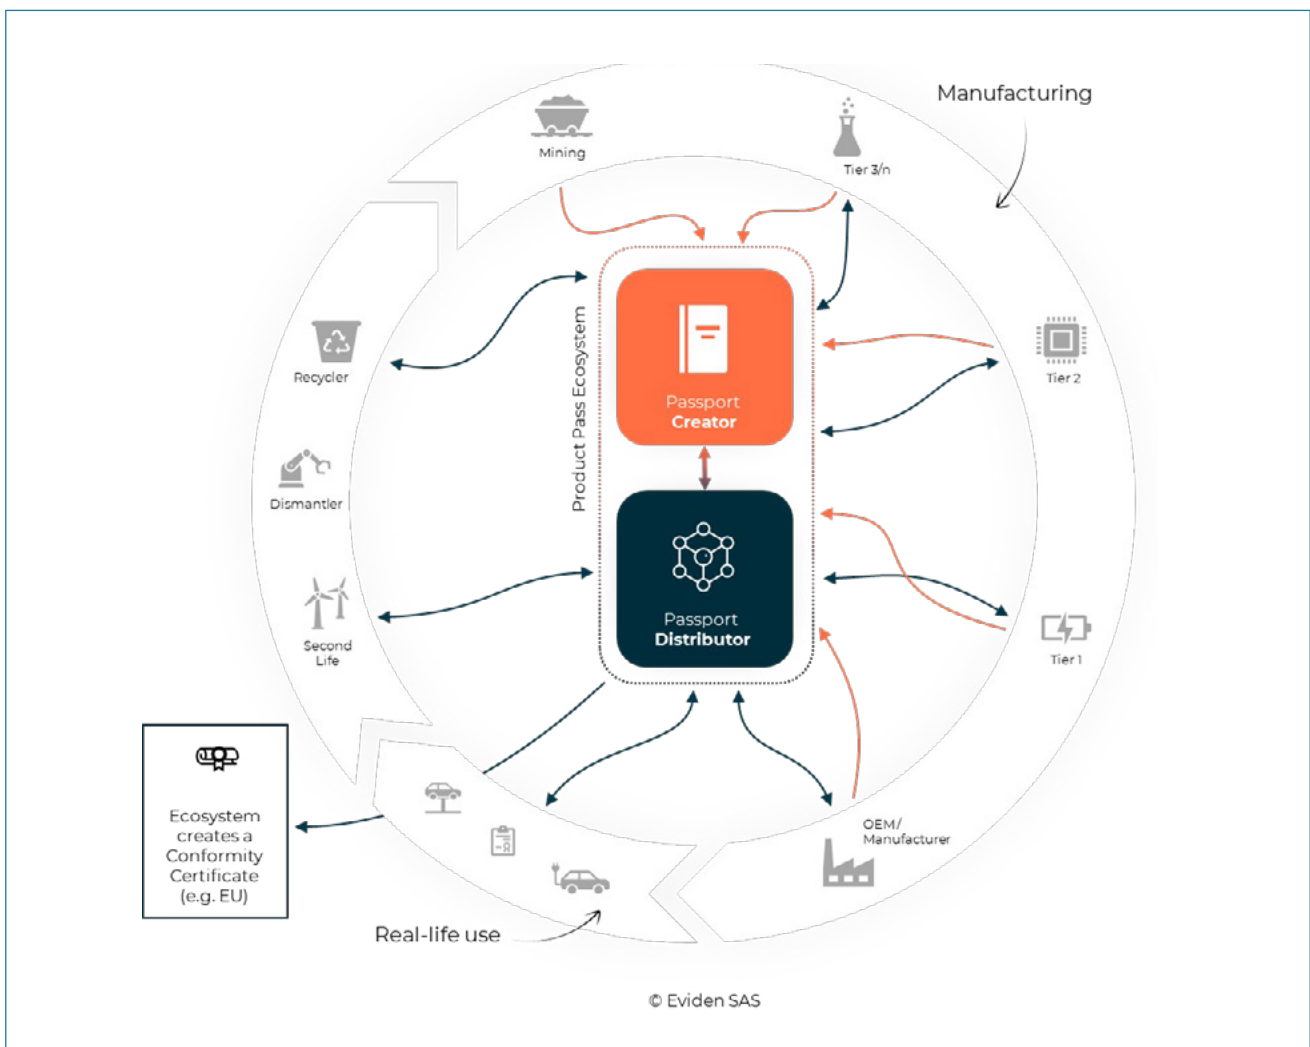 Manufacturing
Mining
Tier 3/n
Tier 2
Tier 1
OEM/
Manufacturer
Real-life use
Recycler
Dismantler
Second
Life
Product Pass Ecosystem
Passport
Creator
Passport
Distributor
Ecosystem
creates a
Conformity
Certificate
(e.g. EU)
© Eviden SAS